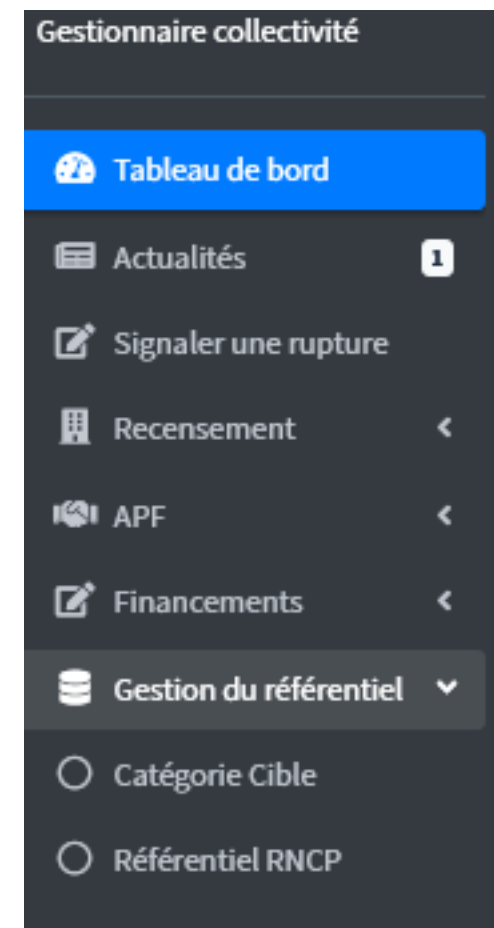 Gestionnaire collectivité
Tableau de bord
Actualités 1
Signaler une rupture
Recensement
APF
Financements
Gestion du référentiel
Catégorie Cible
Référentiel RNCP